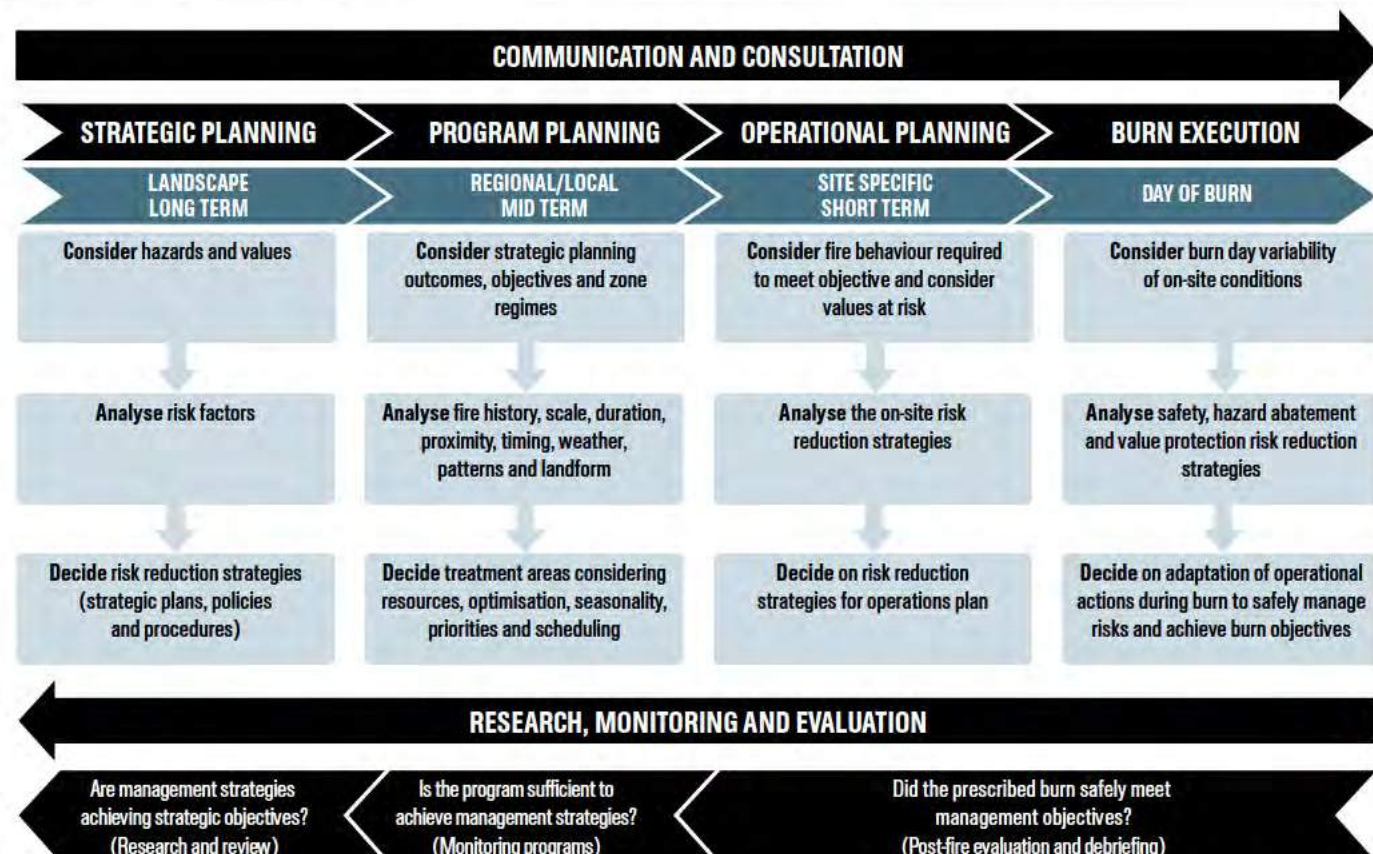 COMMUNICATION AND CONSULTATION
STRATEGIC PLANNING
PROGRAM PLANNING
OPERATIONAL PLANNING
BURN EXECUTION
LANDSCAPE
LONG TERM
REGIONAL/LOCAL
MID TERM
SITE SPECIFIC
SHORT TERM
DAY OF BURN
Consider hazards and values
Consider strategic planning
outcomes, objectives and zone
regimes
Consider fire behaviour required
to meet objective and consider
values at risk
Consider burn day variability
of on-site conditions
Analyse risk factors
Analyse fire history, scale, duration,
proximity, timing, weather,
patterns and landform
Analyse the on-site risk
reduction strategies
Analyse safety, hazard abatement
and value protection risk reduction
strategies
Decide risk reduction strategies
(strategic plans, policies
and procedures)
Decide treatment areas considering
resources, optimisation, seasonality,
priorities and scheduling
Decide on risk reduction
strategies for operations plan
Decide on adaptation of operational
actions during burn to safely manage
risks and achieve burn objectives
RESEARCH, MONITORING AND EVALUATION
Are management strategies
achieving strategic objectives?
(Research and review)
Is the program sufficient to
achieve management strategies?
(Monitoring programs)
Did the prescribed burn safely meet
management objectives?
(Post-fire evaluation and debriefing)